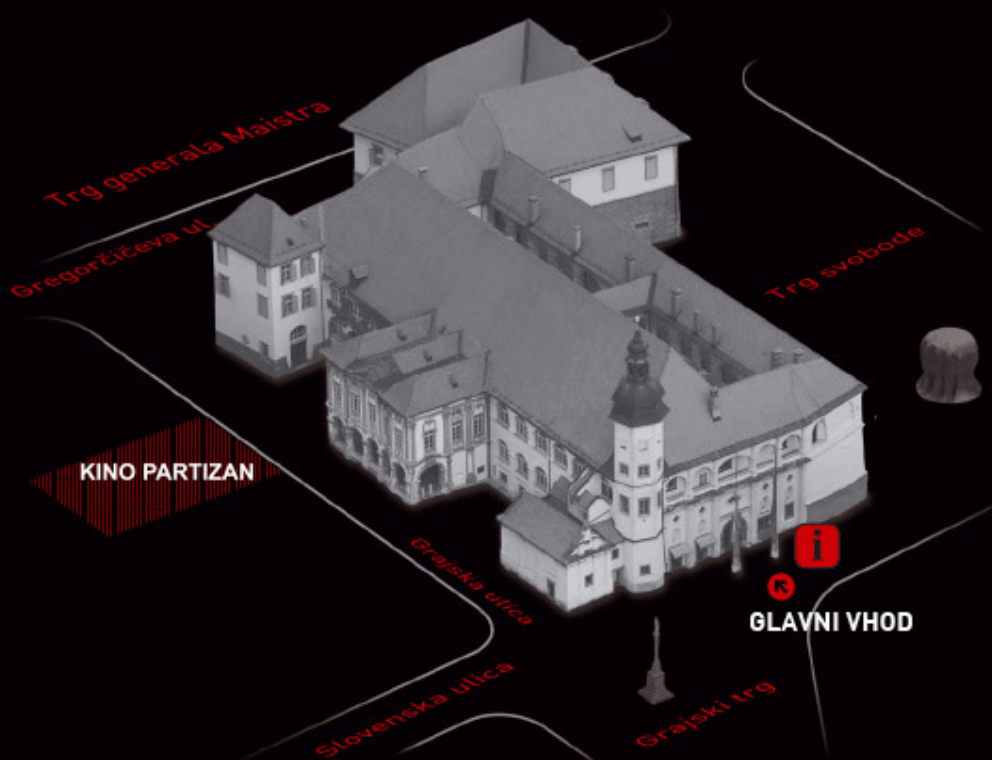 Trg generala Maistra
Gregorčičeva ul.
Trg svobode
KINO PARTIZAN
Grajska ulica
i
GLAVNI VHOD
Slovenska ulica
Grajski trg